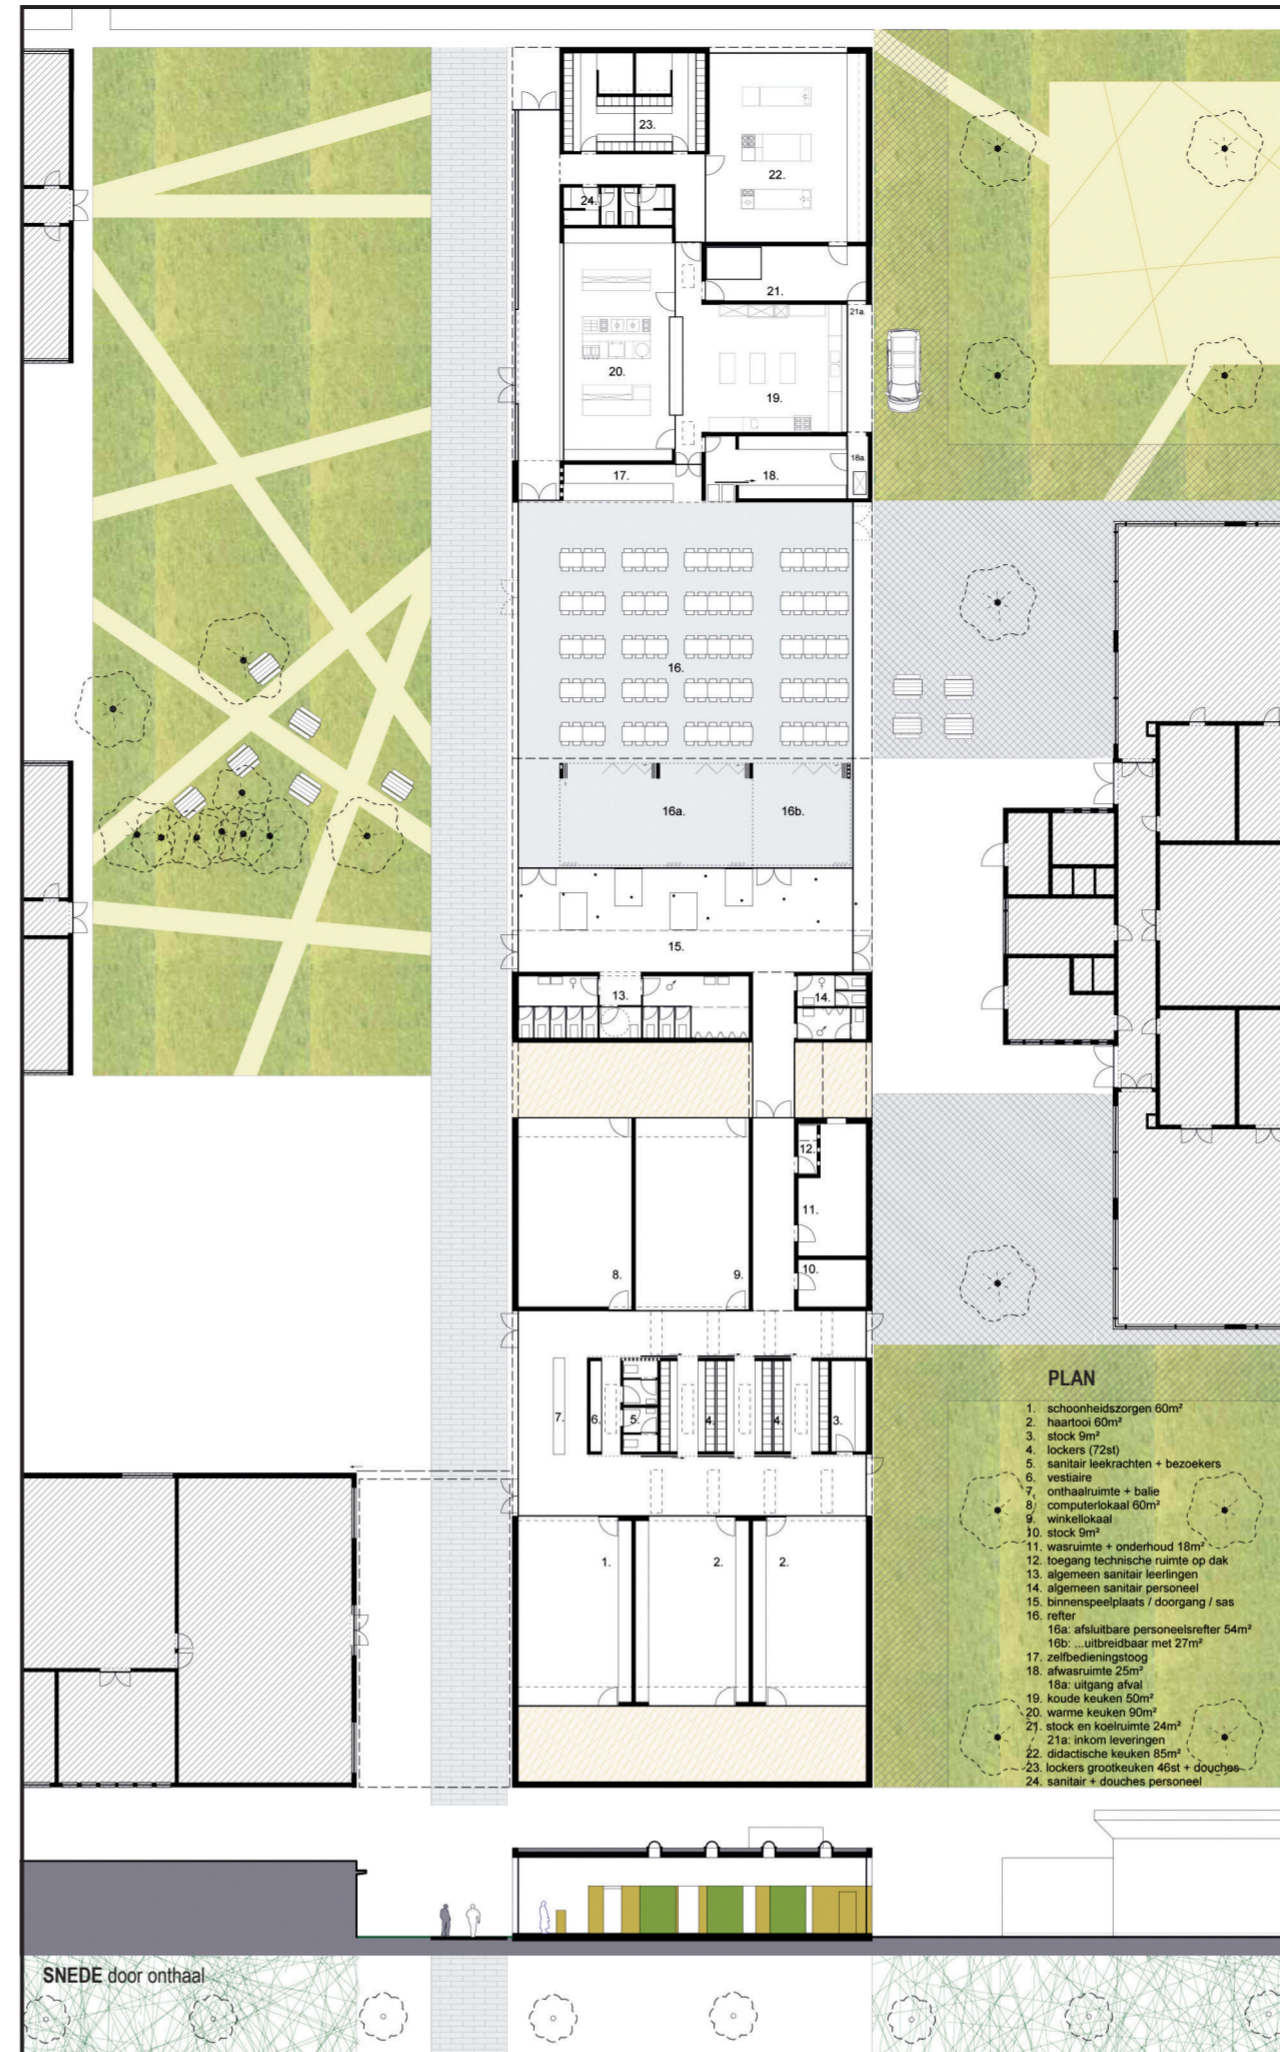 23.
22.
24.
21.
21a.
20.
19.
18a.
17.
18.
16.
16a.
16b.
15.
13.
14.
12.
11.
10.
8.
9.
7.
6.
5.
4.
4.
3.
1.
2.
2.
PLAN
1. schoonheidszorgen 60m²
2. haartooi 60m²
3. stock 9m²
4. lockers (72st)
5. sanitair leekrachten + bezoekers
6. vestiaire
7. onthaalruimte + balie
8. computerlokaal 60m²
9. winkellokaal
10. stock 9m²
11. wasruimte + onderhoud 18m²
12. toegang technische ruimte op dak
13. algemeen sanitair leerlingen
14. algemeen sanitair personeel
15. binnenspeelplaats / doorgang / sas
16. refter
16a: afsluitbare personeelsrefter 54m²
16b: ...uitbreidbaar met 27m²
17. zelfbedieningstoog
18. afwasruimte 25m²
18a: uitgang afval
19. koude keuken 50m²
20. warme keuken 90m²
21. stock en koelruimte 24m²
21a: inkom leveringen
22. didactische keuken 85m²
23. lockers grootkeuken 46st + douches
24. sanitair + douches personeel
SNEDE door onthaal